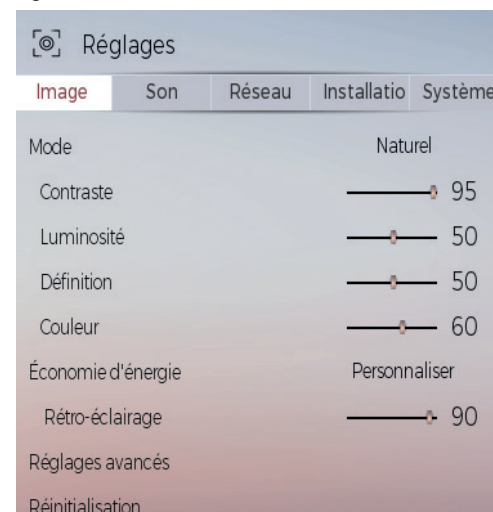 Réglages
Image Son Réseau Installatio Système
Mode Naturel
Contraste 95
Luminosité 50
Définition 50
Couleur 60
Économie d'énergie Personnaliser
Rétro-éclairage 90
Réglages avancés
Réinitialisation